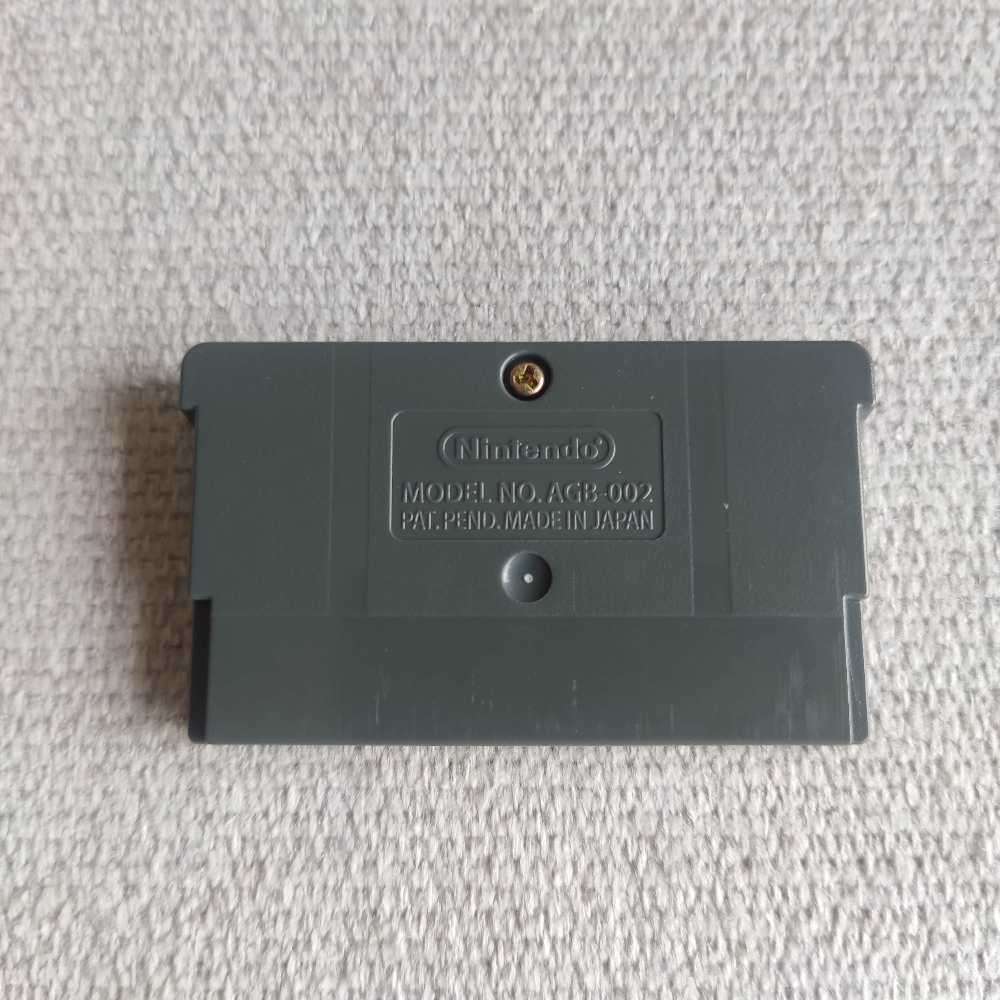 Nintendo
MODEL NO. AGB-002
PAT. PEND. MADE IN JAPAN